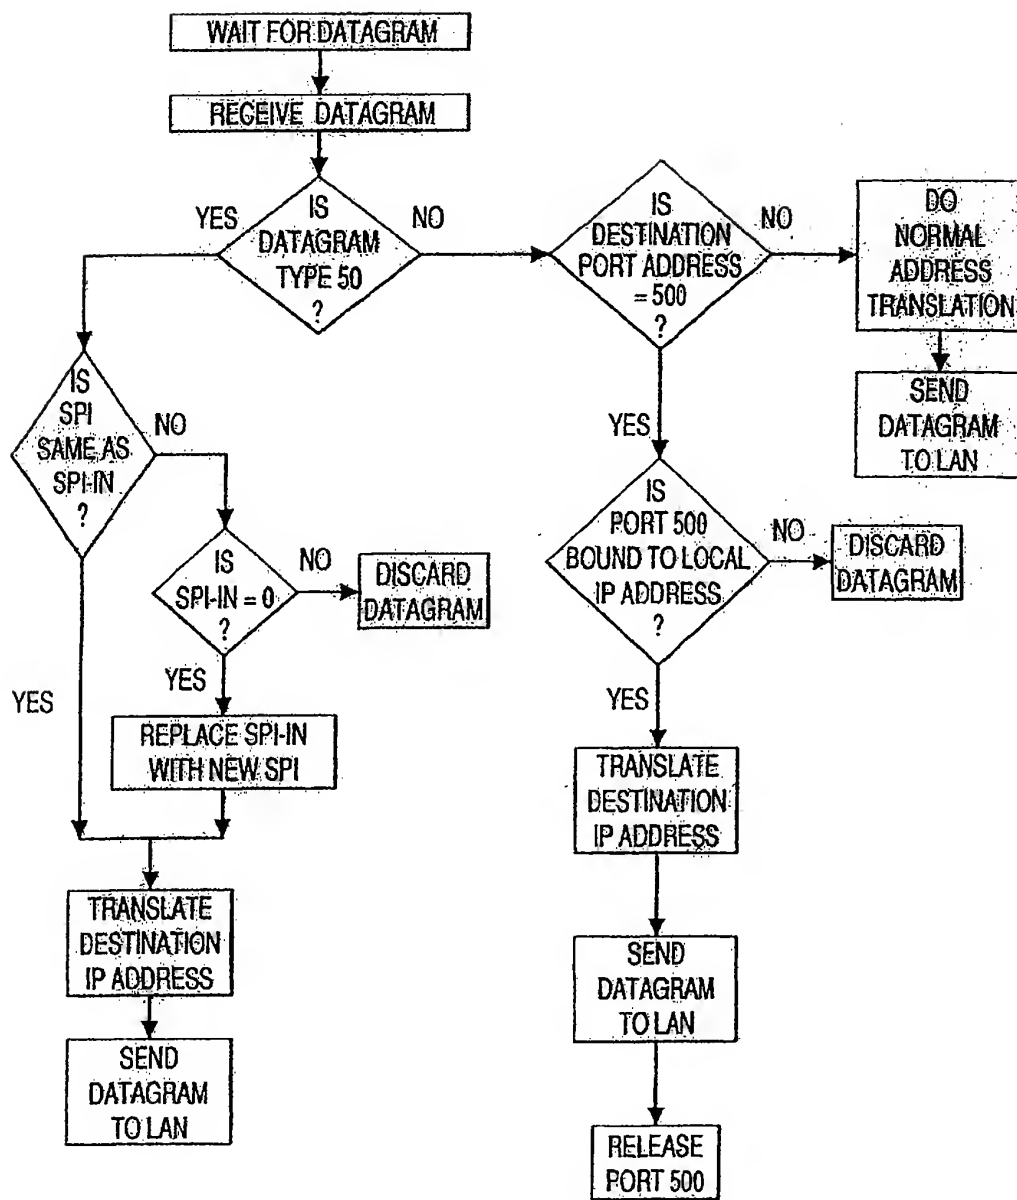 WAIT FOR DATAGRAM
RECEIVE DATAGRAM
IS
DATAGRAM
TYPE 50
?
YES
NO
IS
DESTINATION
PORT ADDRESS
= 500
?
NO
DO
NORMAL
ADDRESS
TRANSLATION
SEND
DATAGRAM
TO LAN
IS
SPI
SAME AS
SPI-IN
?
NO
YES
IS
SPI-IN = 0
?
NO
DISCARD
DATAGRAM
YES
REPLACE SPI-IN
WITH NEW SPI
TRANSLATE
DESTINATION
IP ADDRESS
SEND
DATAGRAM
TO LAN
YES
IS
PORT 500
BOUND TO LOCAL
IP ADDRESS
?
NO
DISCARD
DATAGRAM
YES
TRANSLATE
DESTINATION
IP ADDRESS
SEND
DATAGRAM
TO LAN
RELEASE
PORT 500